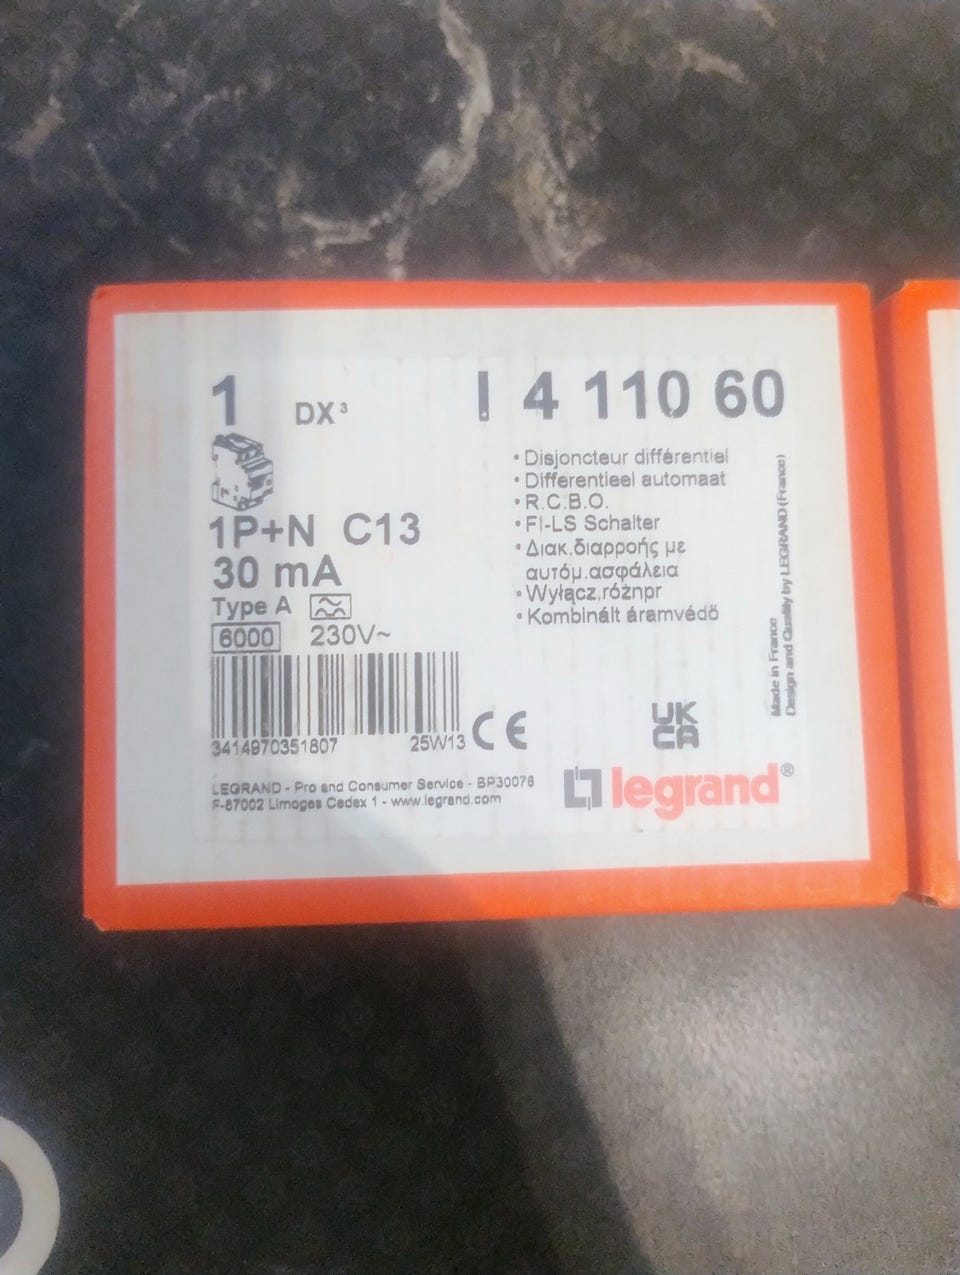 1 DX³ 4 110 60
1P+N C13
30 mA
Type A
6000 230V~
3414970351807 25W13 CE
LEGRAND - Pro and Consumer Service - BP30076
F-87002 Limoges Cedex 1 - www.legrand.com
• Disjoncteur différentiel
• Differentieel automaat
• R.C.B.O.
• FI-LS Schalter
• Διακ.διαρροής με
αυτόμ.ασφάλεια
• Wyłącz.różnpr
• Kombinált áramvédő
Made in France
Design and Quality by LEGRAND (France)
UK
CA
legrand®